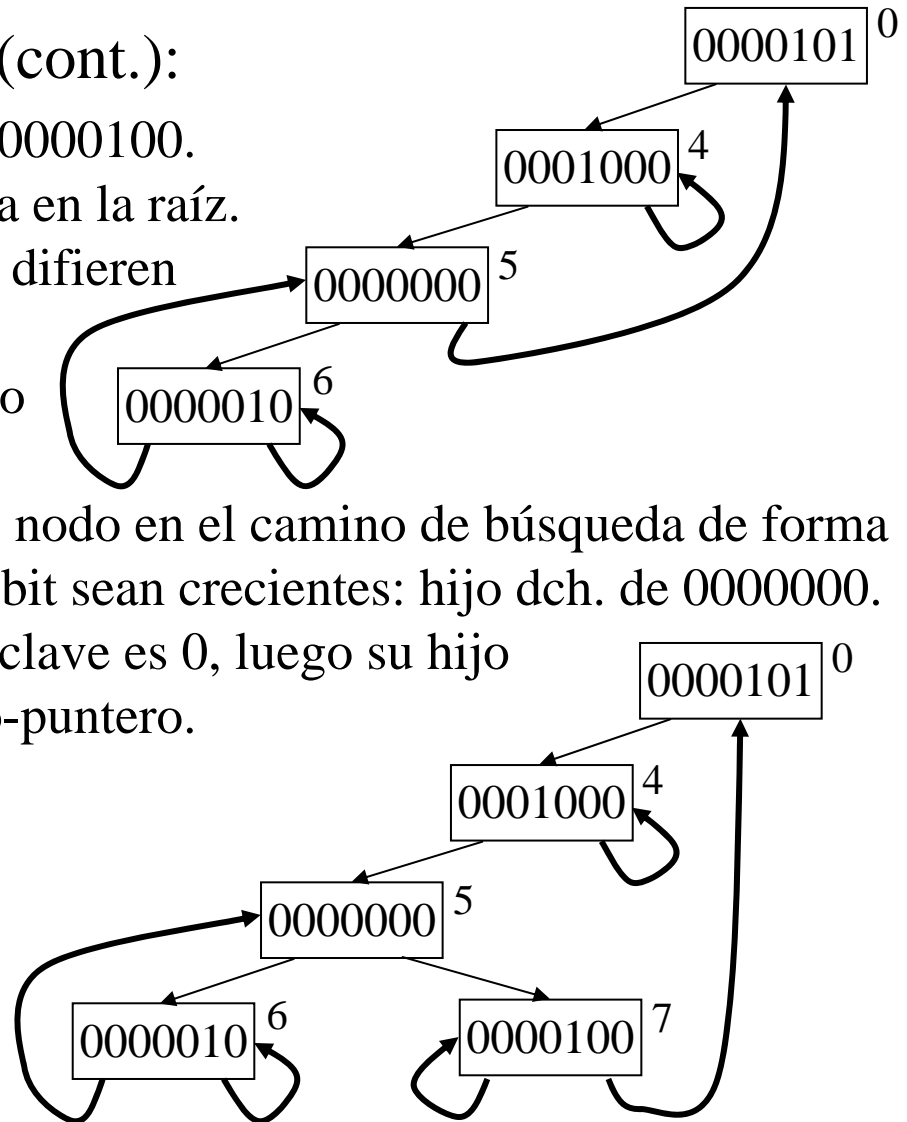 0000101 0
(cont.):
0000100.
0001000 4
a en la raíz.
difieren
0000000 5
o
0000010 6
nodo en el camino de búsqueda de forma
bit sean crecientes: hijo dch. de 0000000.
clave es 0, luego su hijo
0000101 0
-puntero.
0001000 4
0000000 5
0000010 6
0000100 7